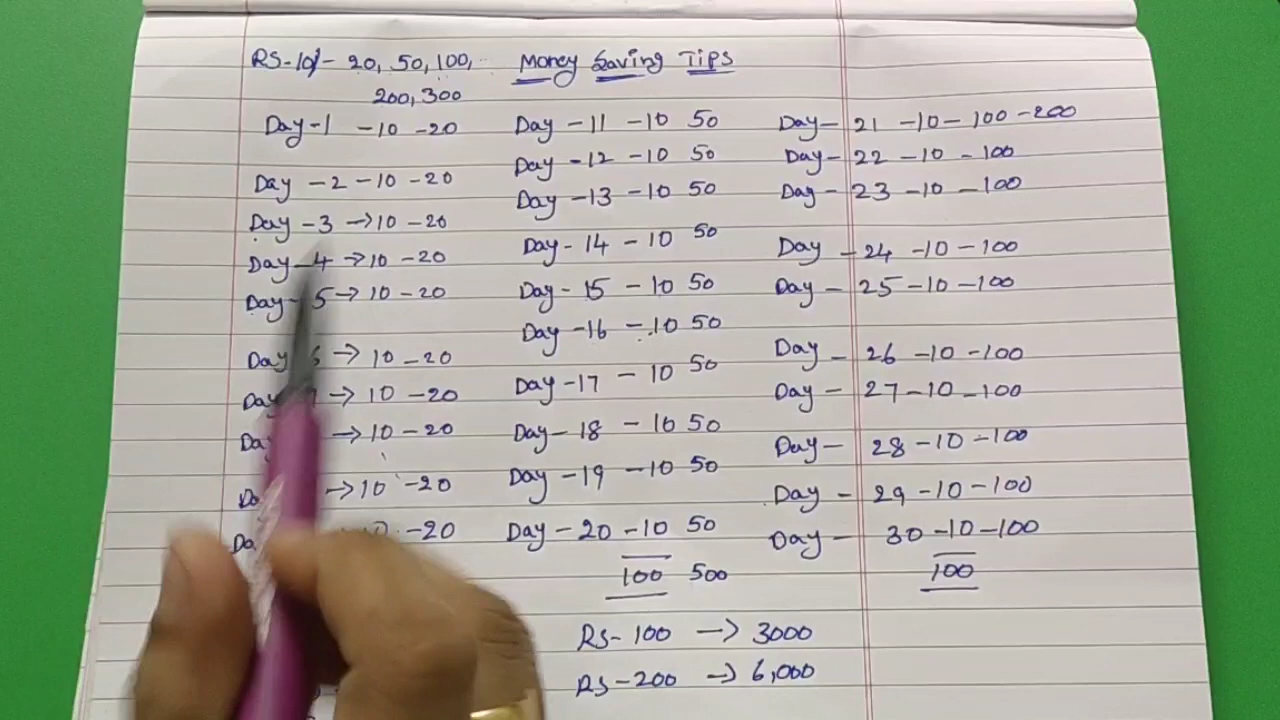 RS-10/- 20, 50, 100, 200, 300
Money Saving Tips
Day-1 -10 -20
Day -2 -10 -20
Day -3 →10 -20
Day -4 →10 -20
Day -5 →10 -20
Day → 10 -20
Day → 10 -20
→10 -20
→10 -20
10 -20
Day -11 -10 50
Day -12 -10 50
Day -13 -10 50
Day -14 -10 50
Day -15 -10 50
Day -16 -10 50
Day -17 -10 50
Day -18 -10 50
Day -19 -10 50
Day -20 -10 50
100 500
Day- 21 -10 -100 -200
Day- 22 -10 -100
Day- 23 -10 -100
Day -24 -10 -100
Day - 25 -10 -100
Day - 26 -10 -100
Day - 27 -10 -100
Day- 28 -10 -100
Day - 29 -10 -100
Day- 30 -10 -100
100
RS-100 → 3000
RS-200 → 6,000